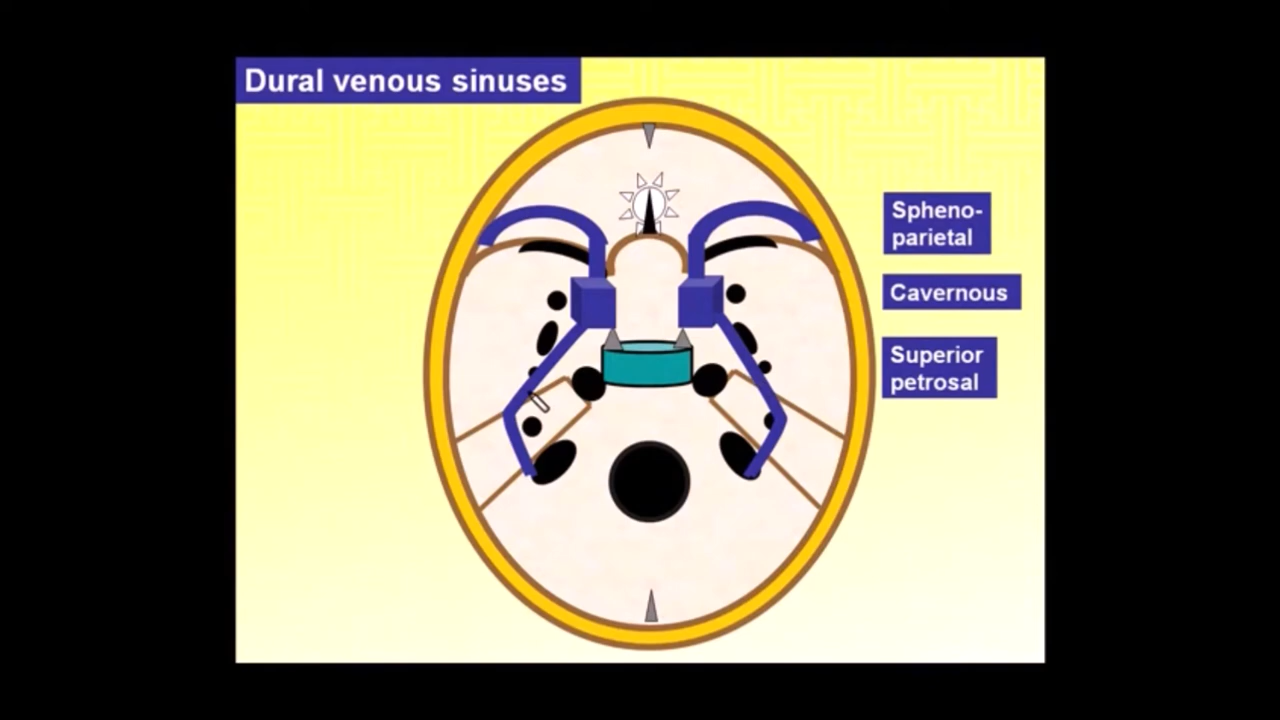 Dural venous sinuses
Spheno-
parietal
Cavernous
Superior
petrosal